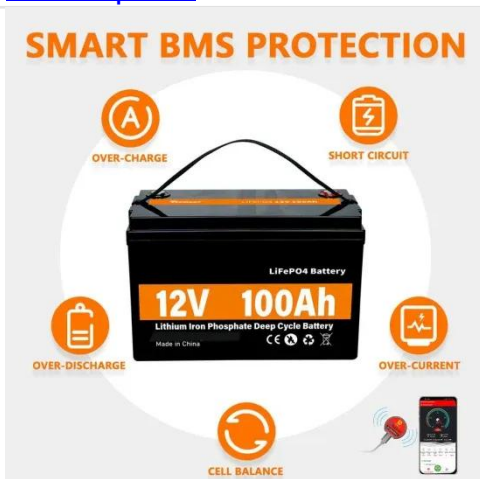 SMART BMS PROTECTION
OVER-CHARGE
SHORT CIRCUIT
LiFePO4 Battery
12V 100Ah
Lithium Iron Phosphate Deep Cycle Battery
Made in China
CE
OVER-DISCHARGE
OVER-CURRENT
CELL BALANCE